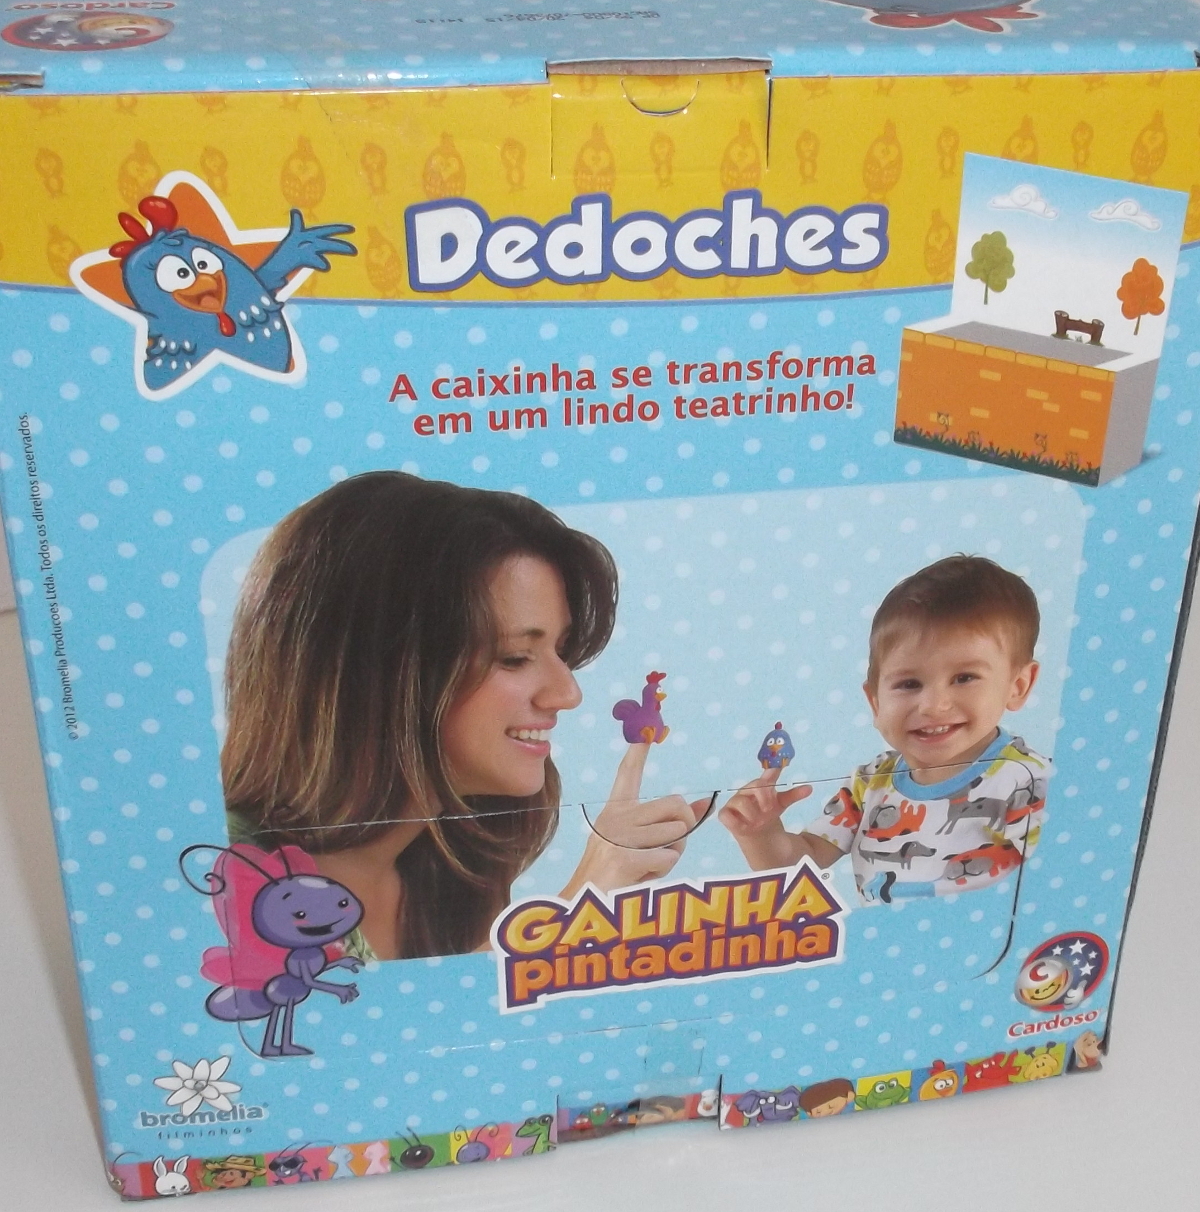 Cardoso
Dedoches
A caixinha se transforma
em um lindo teatrinho!
© 2012 Bromelia Producoes Ltda. Todos os direitos reservados.
GALINHA
pintadinha
Cardoso
bromelia
filminhos